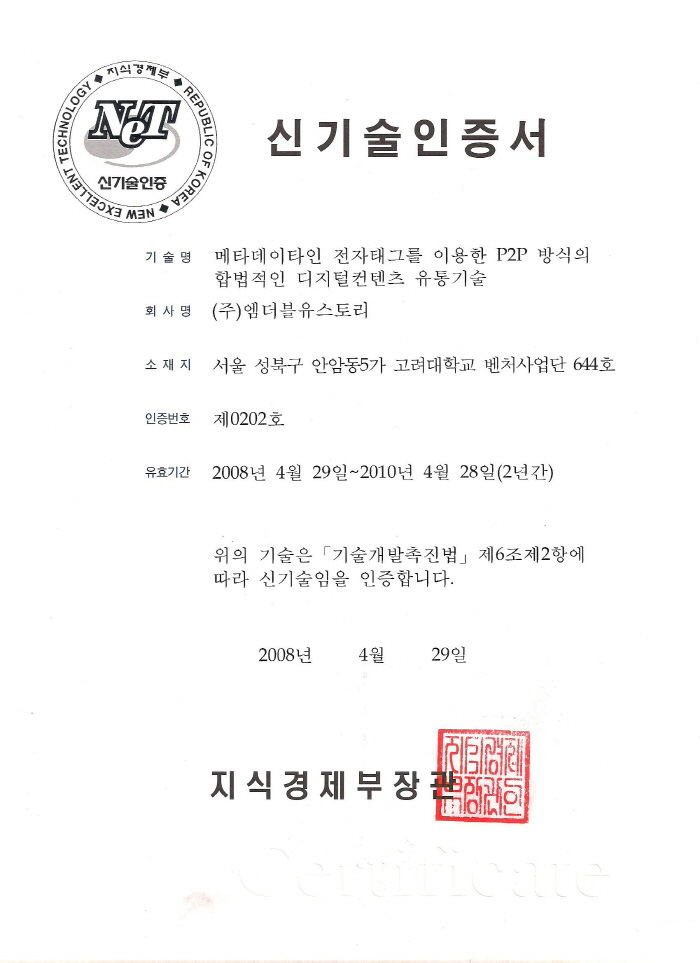 지식경제부 ◆ REPUBLIC OF KOREA ◆ NEW EXCELLENT TECHNOLOGY ◆
NeT
신기술인증
신기술인증서
기 술 명 메타데이타인 전자태그를 이용한 P2P 방식의
합법적인 디지털컨텐츠 유통기술
회 사 명 (주)엠더블유스토리
소 재 지 서울 성북구 안암동5가 고려대학교 벤처사업단 644호
인증번호 제0202호
유효기간 2008년 4월 29일~2010년 4월 28일(2년간)
위의 기술은「기술개발촉진법」제6조제2항에
따라 신기술임을 인증합니다.
2008년 4월 29일
지식경제부장관
지식경제
부장관인
Certificate